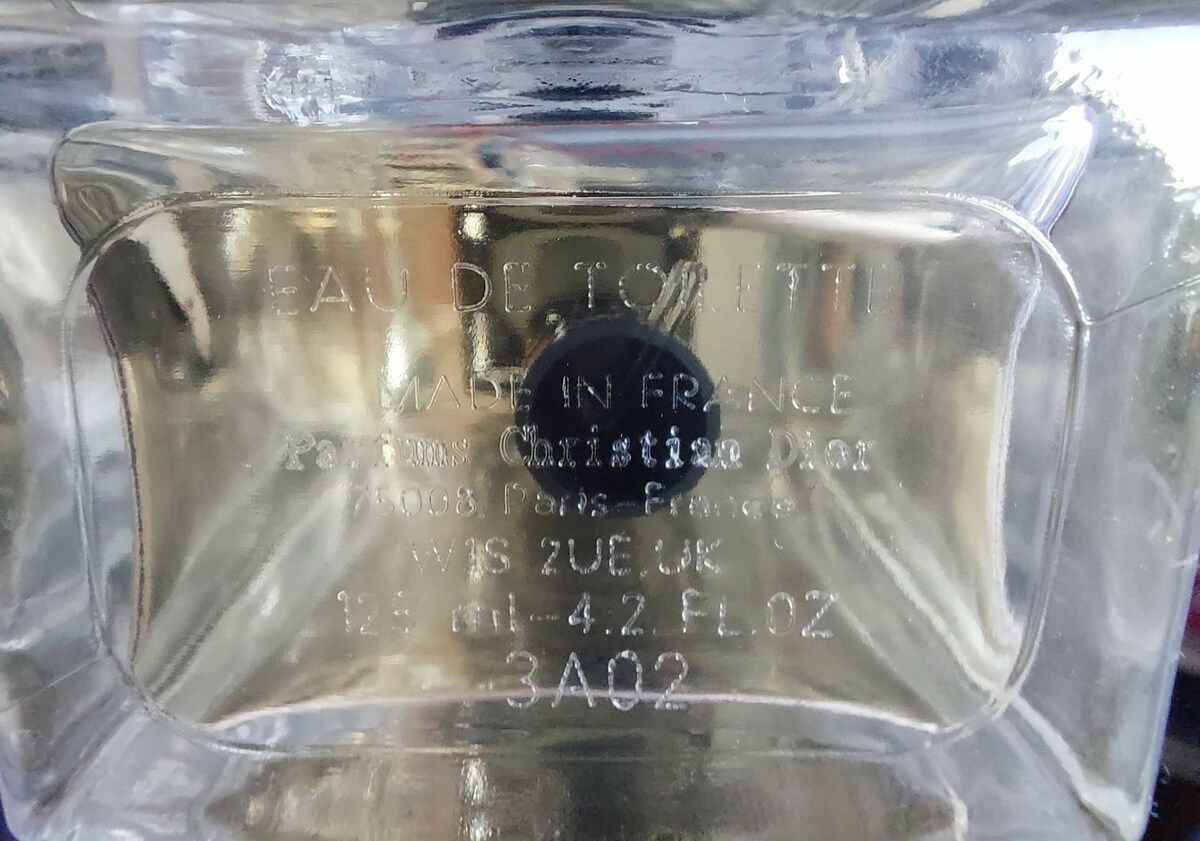 EAU DE TOILETTE
MADE IN FRANCE
Parfums Christian Dior
75008 Paris-France
W1S 2UE UK
125 ml-4.2 FL.OZ
3A02